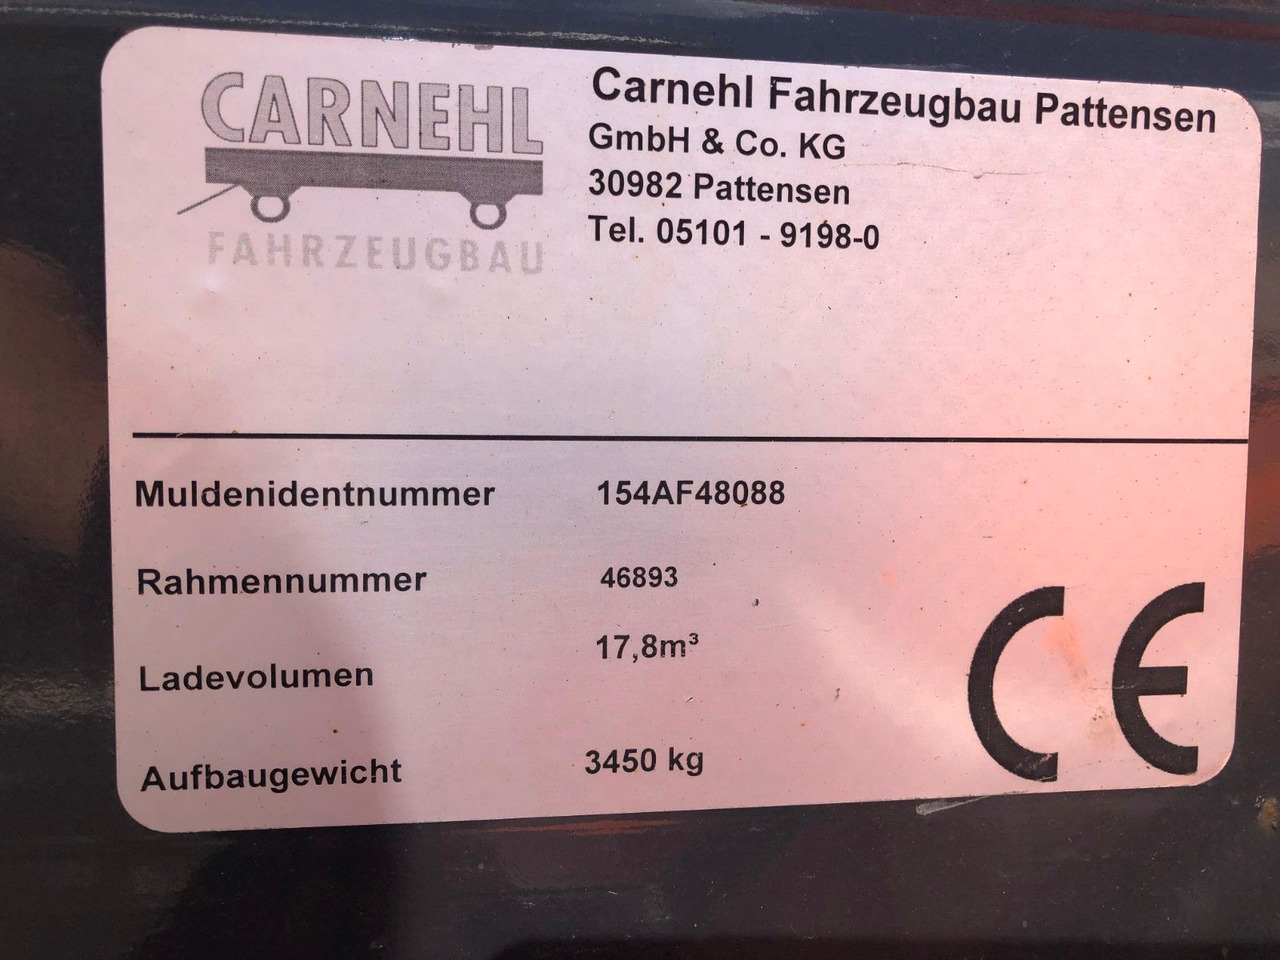 CARNEHL
FAHRZEUGBAU
Carnehl Fahrzeugbau Pattensen
GmbH & Co. KG
30982 Pattensen
Tel. 05101 - 9198-0
Muldenidentnummer 154AF48088
Rahmennummer 46893
Ladevolumen 17,8m³
Aufbaugewicht 3450 kg
CE